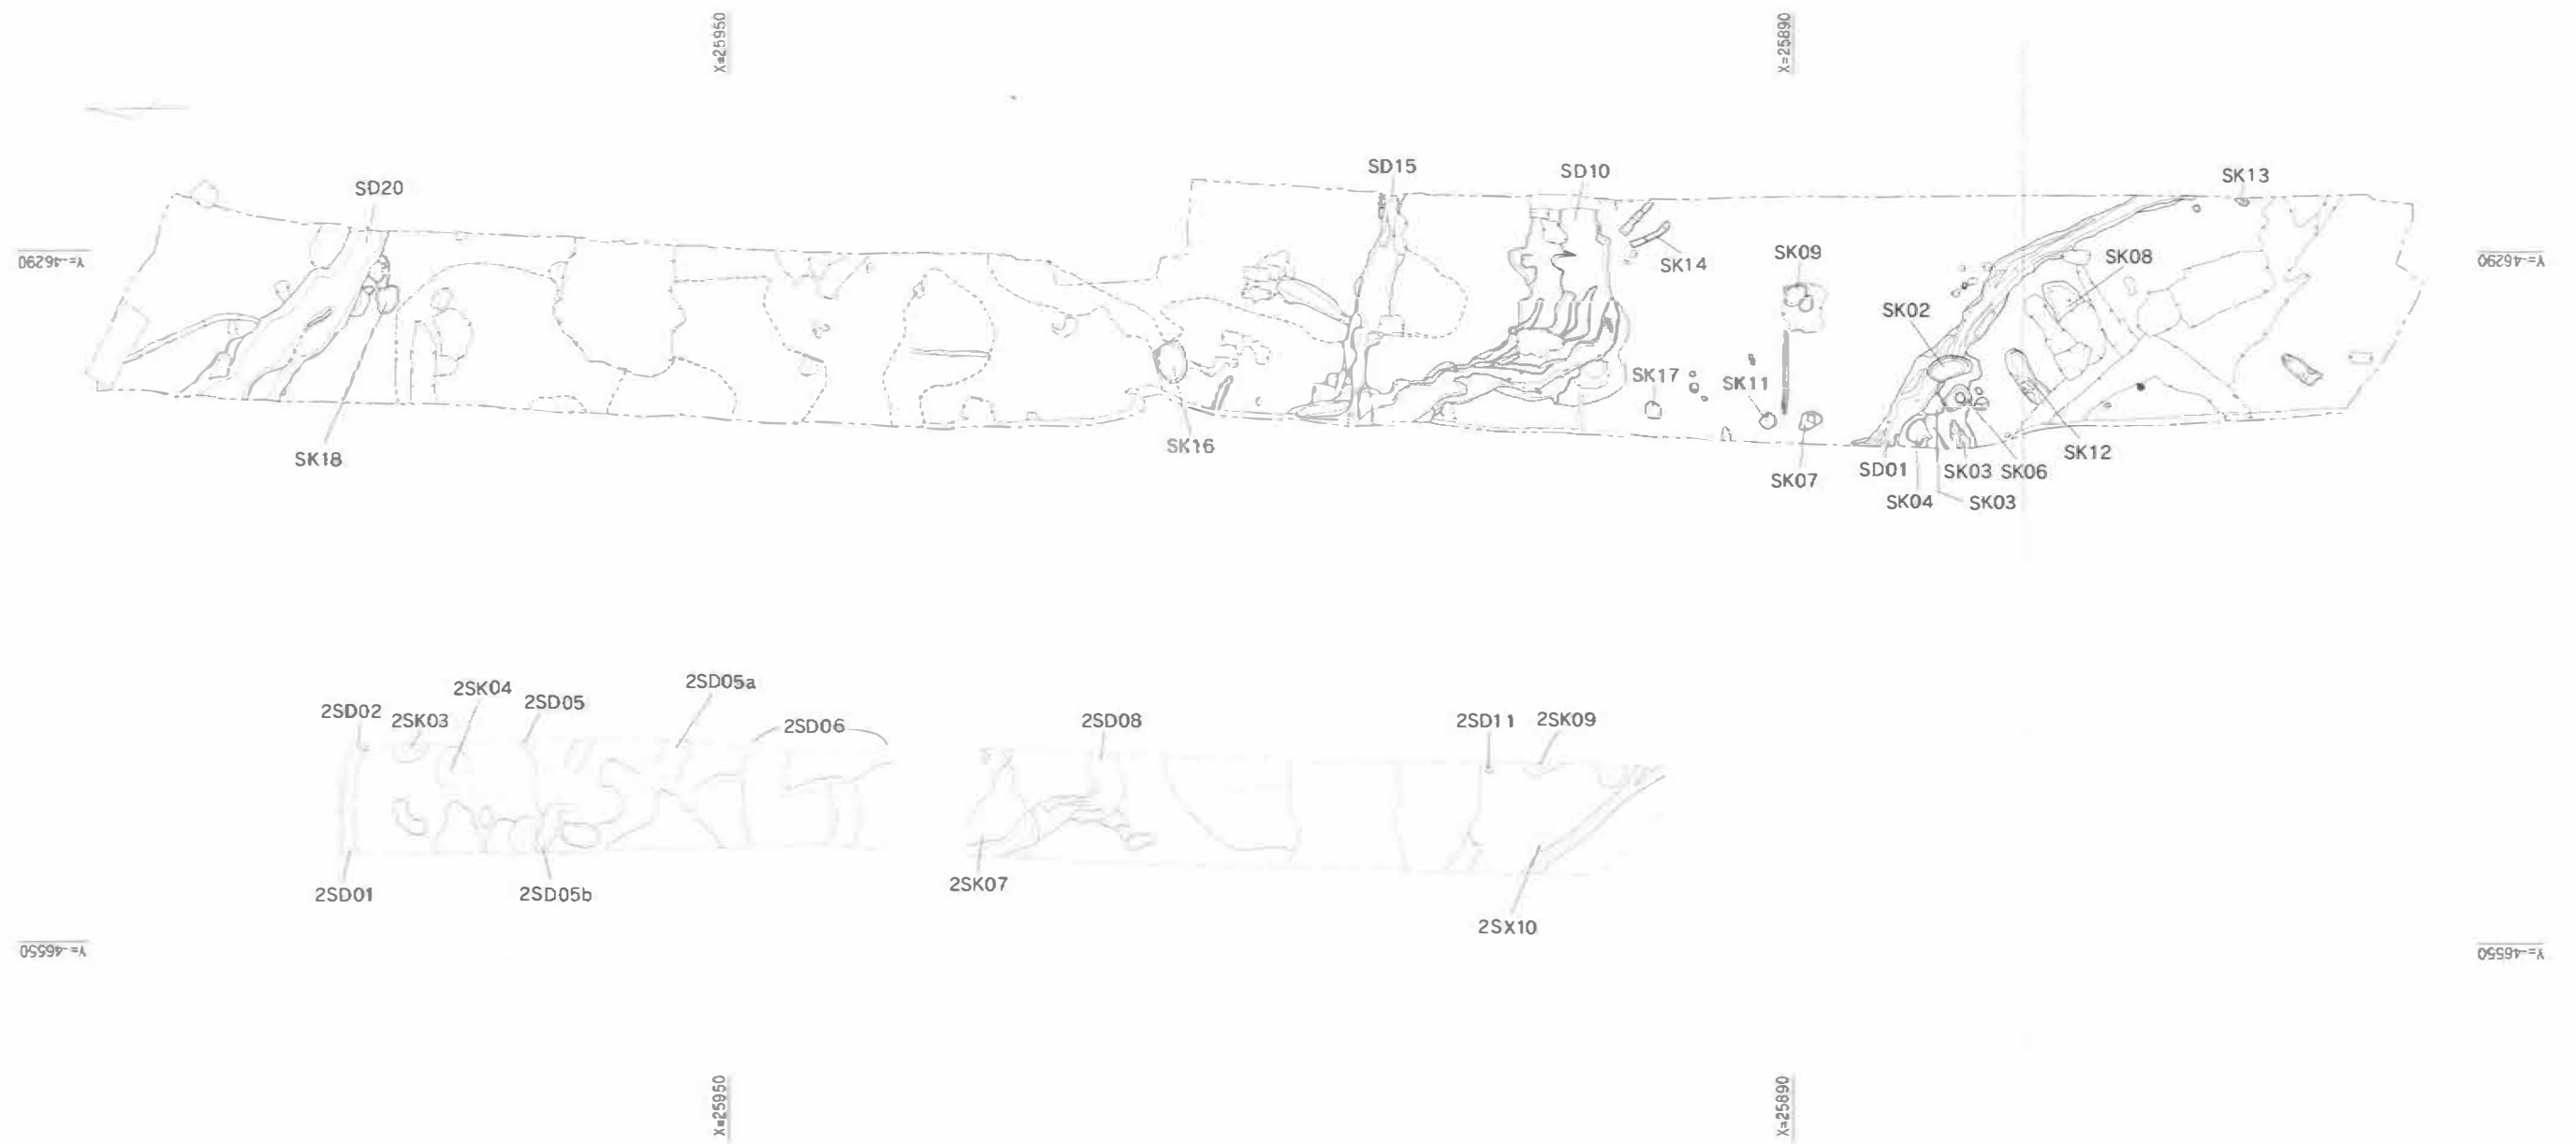 X=25950
X=25890
SD15
SD10
SK13
SD20
Y=-46290
SK14
SK09
SK08
Y=-46290
SK02
SK17
SK11
SK18
SK16
SK07
SD01
SK03
SK06
SK12
SK04
SK03
2SD02
2SK03
2SK04
2SD05
2SD05a
2SD06
2SD08
2SD11
2SK09
2SD01
2SD05b
2SK07
2SX10
Y=-46550
Y=-46550
X=25950
X=25890